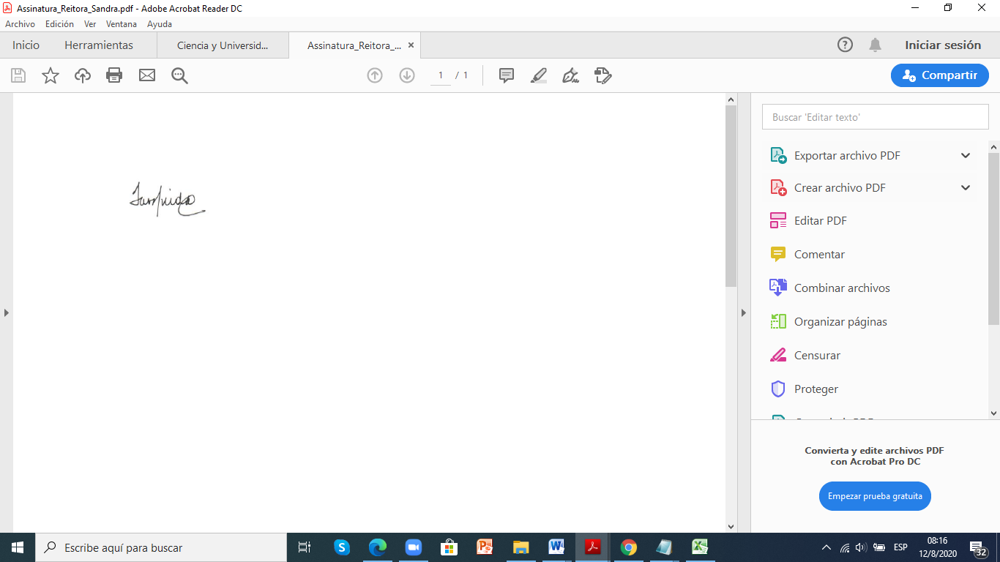 Assinatura_Reitora_Sandra.pdf - Adobe Acrobat Reader DC
Archivo Edición Ver Ventana Ayuda
Inicio Herramientas Ciencia y Universid... Assinatura_Reitora_... × Iniciar sesión
1 / 1 Compartir
Buscar 'Editar texto'
Exportar archivo PDF
Crear archivo PDF
Editar PDF
Comentar
Combinar archivos
Organizar páginas
Censurar
Proteger
Convierta y edite archivos PDF
con Acrobat Pro DC
Empezar prueba gratuita
Escribe aquí para buscar
ESP
08:16
12/8/2020
32